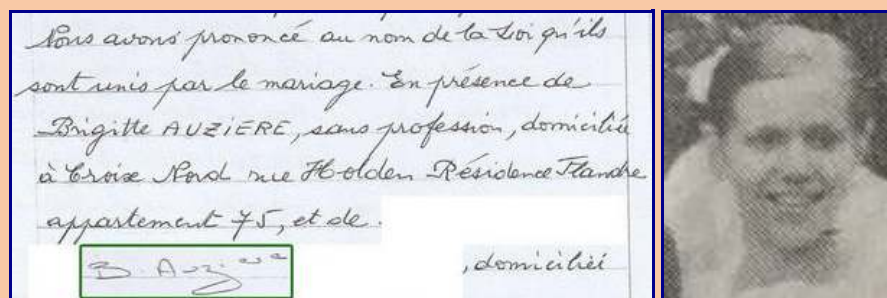 Nous avons prononcé au nom de la Loi qu'ils
sont unis par le mariage. En présence de
Brigitte AUZIERE, sans profession, domiciliée
à Croix Nord rue Holden Résidence Flandre
appartement 75, et de
B. Auzière
, domicilié